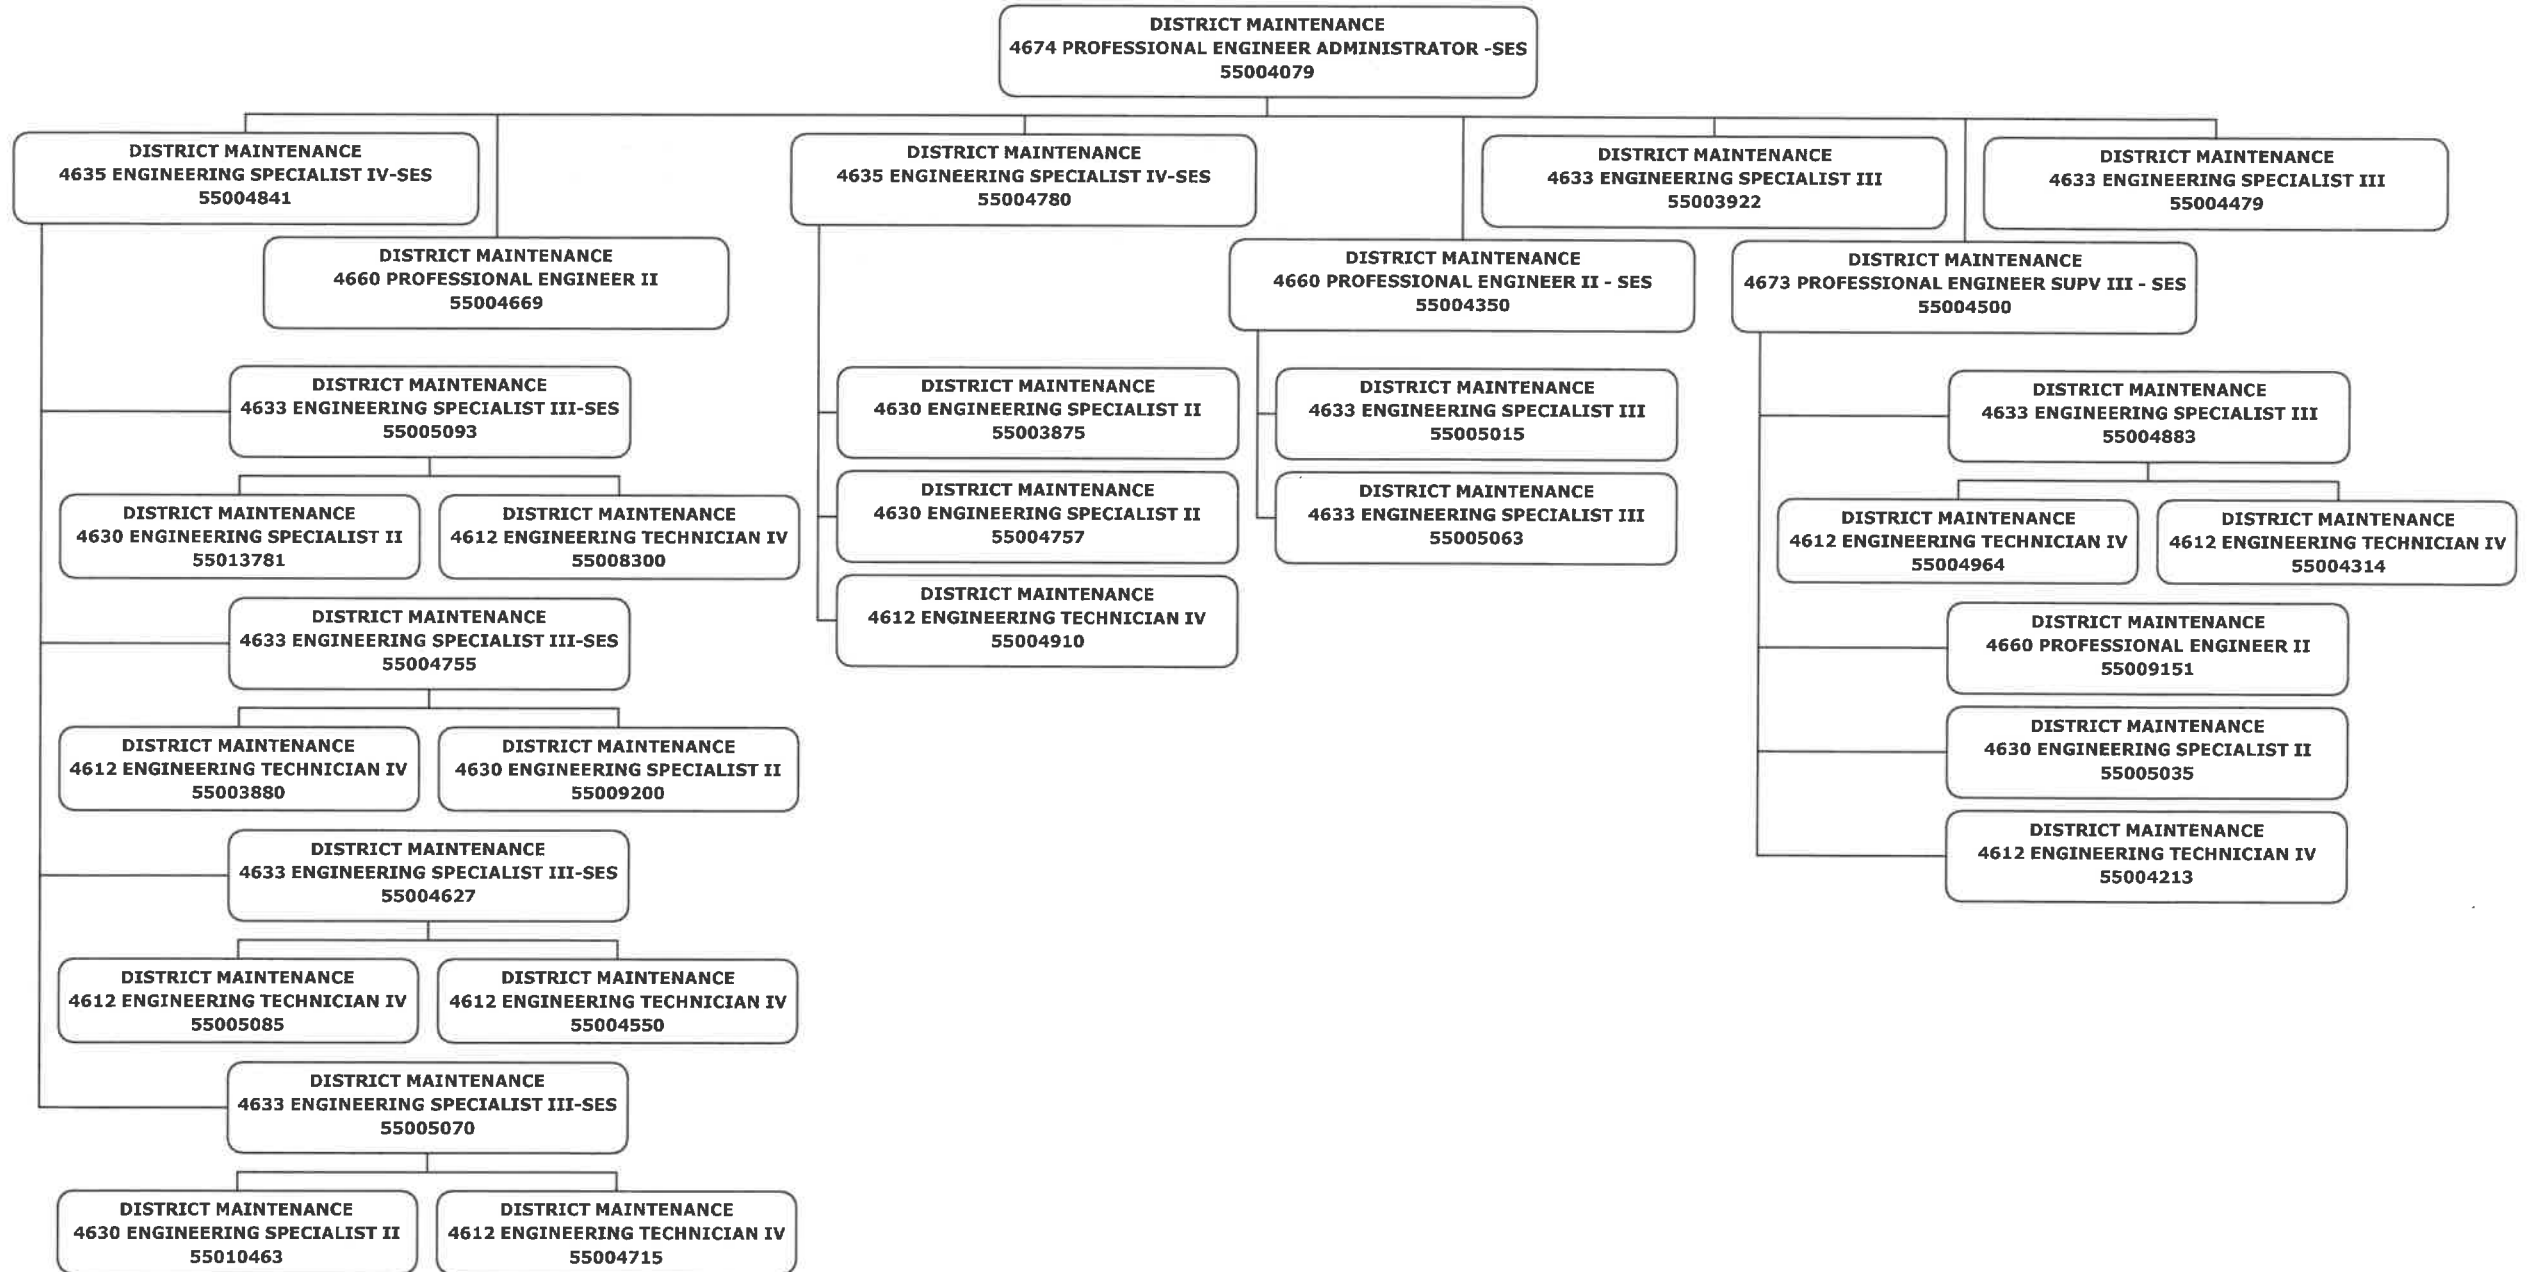 DISTRICT MAINTENANCE
4674 PROFESSIONAL ENGINEER ADMINISTRATOR -SES
55004079
DISTRICT MAINTENANCE
4635 ENGINEERING SPECIALIST IV-SES
55004841
DISTRICT MAINTENANCE
4635 ENGINEERING SPECIALIST IV-SES
55004780
DISTRICT MAINTENANCE
4633 ENGINEERING SPECIALIST III
55003922
DISTRICT MAINTENANCE
4633 ENGINEERING SPECIALIST III
55004479
DISTRICT MAINTENANCE
4660 PROFESSIONAL ENGINEER II
55004669
DISTRICT MAINTENANCE
4660 PROFESSIONAL ENGINEER II - SES
55004350
DISTRICT MAINTENANCE
4673 PROFESSIONAL ENGINEER SUPV III - SES
55004500
DISTRICT MAINTENANCE
4633 ENGINEERING SPECIALIST III-SES
55005093
DISTRICT MAINTENANCE
4630 ENGINEERING SPECIALIST II
55013781
DISTRICT MAINTENANCE
4612 ENGINEERING TECHNICIAN IV
55008300
DISTRICT MAINTENANCE
4633 ENGINEERING SPECIALIST III-SES
55004755
DISTRICT MAINTENANCE
4612 ENGINEERING TECHNICIAN IV
55003880
DISTRICT MAINTENANCE
4630 ENGINEERING SPECIALIST II
55009200
DISTRICT MAINTENANCE
4633 ENGINEERING SPECIALIST III-SES
55004627
DISTRICT MAINTENANCE
4612 ENGINEERING TECHNICIAN IV
55005085
DISTRICT MAINTENANCE
4612 ENGINEERING TECHNICIAN IV
55004550
DISTRICT MAINTENANCE
4633 ENGINEERING SPECIALIST III-SES
55005070
DISTRICT MAINTENANCE
4630 ENGINEERING SPECIALIST II
55010463
DISTRICT MAINTENANCE
4612 ENGINEERING TECHNICIAN IV
55004715
DISTRICT MAINTENANCE
4630 ENGINEERING SPECIALIST II
55003875
DISTRICT MAINTENANCE
4630 ENGINEERING SPECIALIST II
55004757
DISTRICT MAINTENANCE
4612 ENGINEERING TECHNICIAN IV
55004910
DISTRICT MAINTENANCE
4633 ENGINEERING SPECIALIST III
55005015
DISTRICT MAINTENANCE
4633 ENGINEERING SPECIALIST III
55005063
DISTRICT MAINTENANCE
4633 ENGINEERING SPECIALIST III
55004883
DISTRICT MAINTENANCE
4612 ENGINEERING TECHNICIAN IV
55004964
DISTRICT MAINTENANCE
4612 ENGINEERING TECHNICIAN IV
55004314
DISTRICT MAINTENANCE
4660 PROFESSIONAL ENGINEER II
55009151
DISTRICT MAINTENANCE
4630 ENGINEERING SPECIALIST II
55005035
DISTRICT MAINTENANCE
4612 ENGINEERING TECHNICIAN IV
55004213